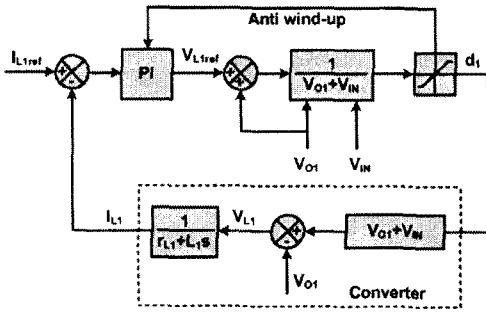 Anti wind-up
I_L1ref
+
-
PI
V_L1ref
+
+
1
V_O1+V_IN
d_1
V_O1
V_IN
I_L1
1
r_L1+L_1s
V_L1
+
-
V_O1+V_IN
V_O1
Converter